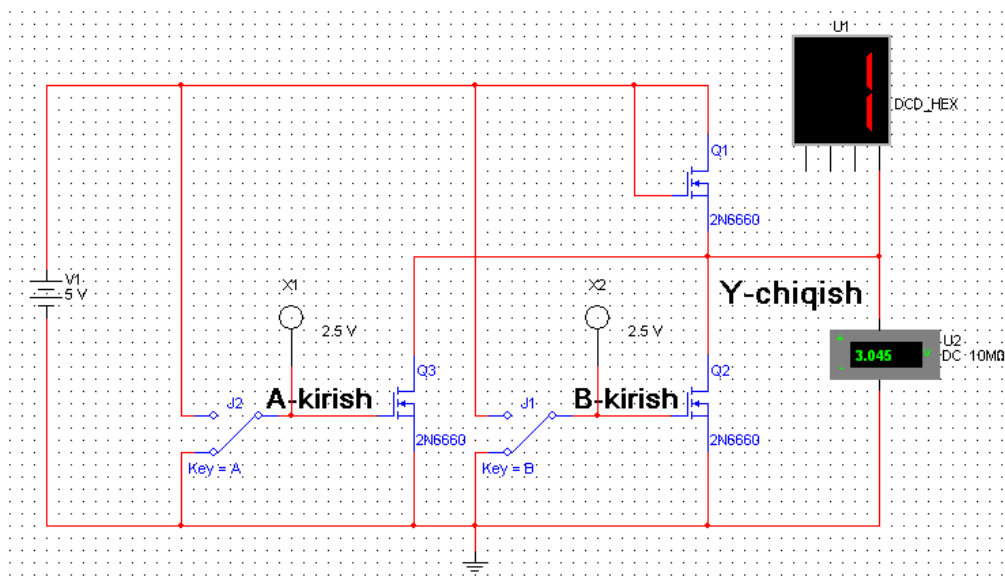 U1
DCD_HEX
Q1
2N6660
V1
5 V
X1
2.5 V
X2
2.5 V
Y-chiqish
U2
3.045 V
DC 10MΩ
+
-
Q3
Q2
J2
A-kirish
J1
B-kirish
2N6660
2N6660
Key = A
Key = B
1